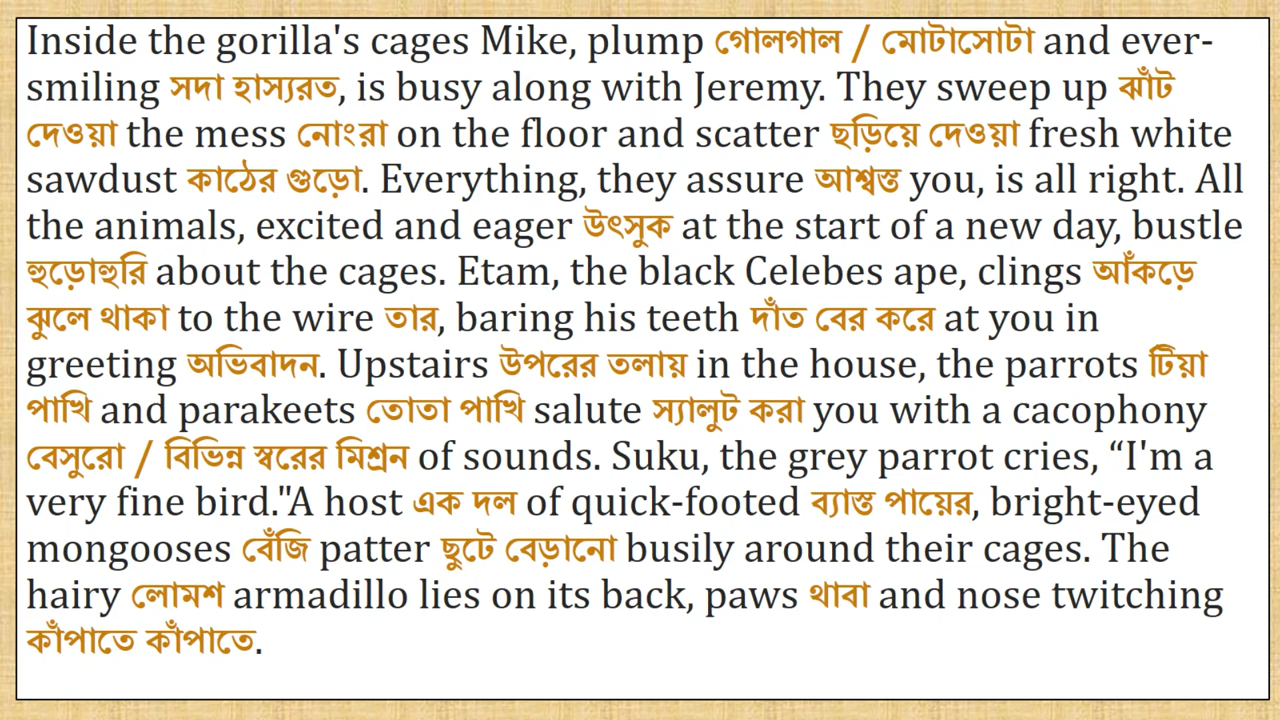 Inside the gorilla's cages Mike, plump গোলগাল / মোটাসোটা and ever-
smiling সদা হাস্যরত, is busy along with Jeremy. They sweep up ঝাঁট
দেওয়া the mess নোংরা on the floor and scatter ছড়িয়ে দেওয়া fresh white
sawdust কাঠের গুড়ো. Everything, they assure আশ্বস্ত you, is all right. All
the animals, excited and eager উৎসুক at the start of a new day, bustle
হুড়োহুরি about the cages. Etam, the black Celebes ape, clings আঁকড়ে
ঝুলে থাকা to the wire তার, baring his teeth দাঁত বের করে at you in
greeting অভিবাদন. Upstairs উপরের তলায় in the house, the parrots টিয়া
পাখি and parakeets তোতা পাখি salute স্যালুট করা you with a cacophony
বেসুরো / বিভিন্ন স্বরের মিশ্রন of sounds. Suku, the grey parrot cries, “I'm a
very fine bird."A host এক দল of quick-footed ব্যাস্ত পায়ের, bright-eyed
mongooses বেঁজি patter ছুটে বেড়ানো busily around their cages. The
hairy লোমশ armadillo lies on its back, paws থাবা and nose twitching
কাঁপাতে কাঁপাতে.